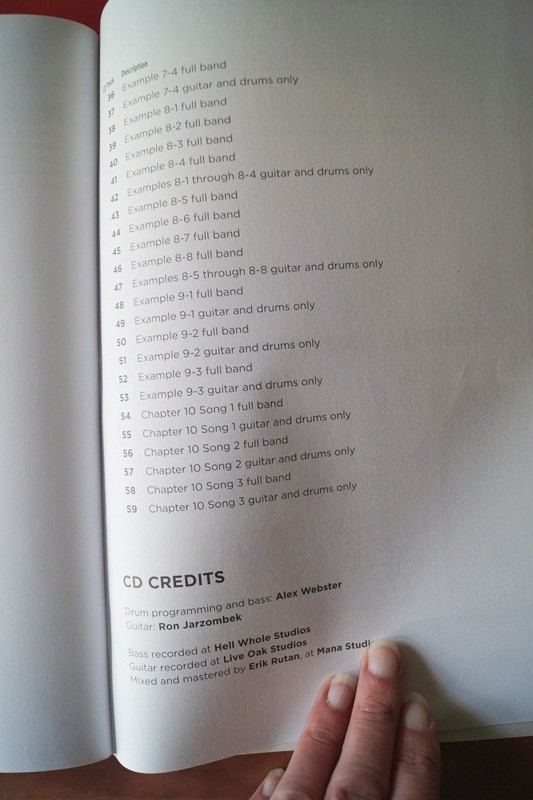 Description
36 Example 7-4 full band
37 Example 7-4 guitar and drums only
38 Example 8-1 full band
39 Example 8-2 full band
40 Example 8-3 full band
41 Example 8-4 full band
42 Examples 8-1 through 8-4 guitar and drums only
43 Example 8-5 full band
44 Example 8-6 full band
45 Example 8-7 full band
46 Example 8-8 full band
47 Examples 8-5 through 8-8 guitar and drums only
48 Example 9-1 full band
49 Example 9-1 guitar and drums only
50 Example 9-2 full band
51 Example 9-2 guitar and drums only
52 Example 9-3 full band
53 Example 9-3 guitar and drums only
54 Chapter 10 Song 1 full band
55 Chapter 10 Song 1 guitar and drums only
56 Chapter 10 Song 2 full band
57 Chapter 10 Song 2 guitar and drums only
58 Chapter 10 Song 3 full band
59 Chapter 10 Song 3 guitar and drums only
CD CREDITS
Drum programming and bass: Alex Webster
Guitar: Ron Jarzombek
Bass recorded at Hell Whole Studios
Guitar recorded at Live Oak Studios
Mixed and mastered by Erik Rutan, at Mana